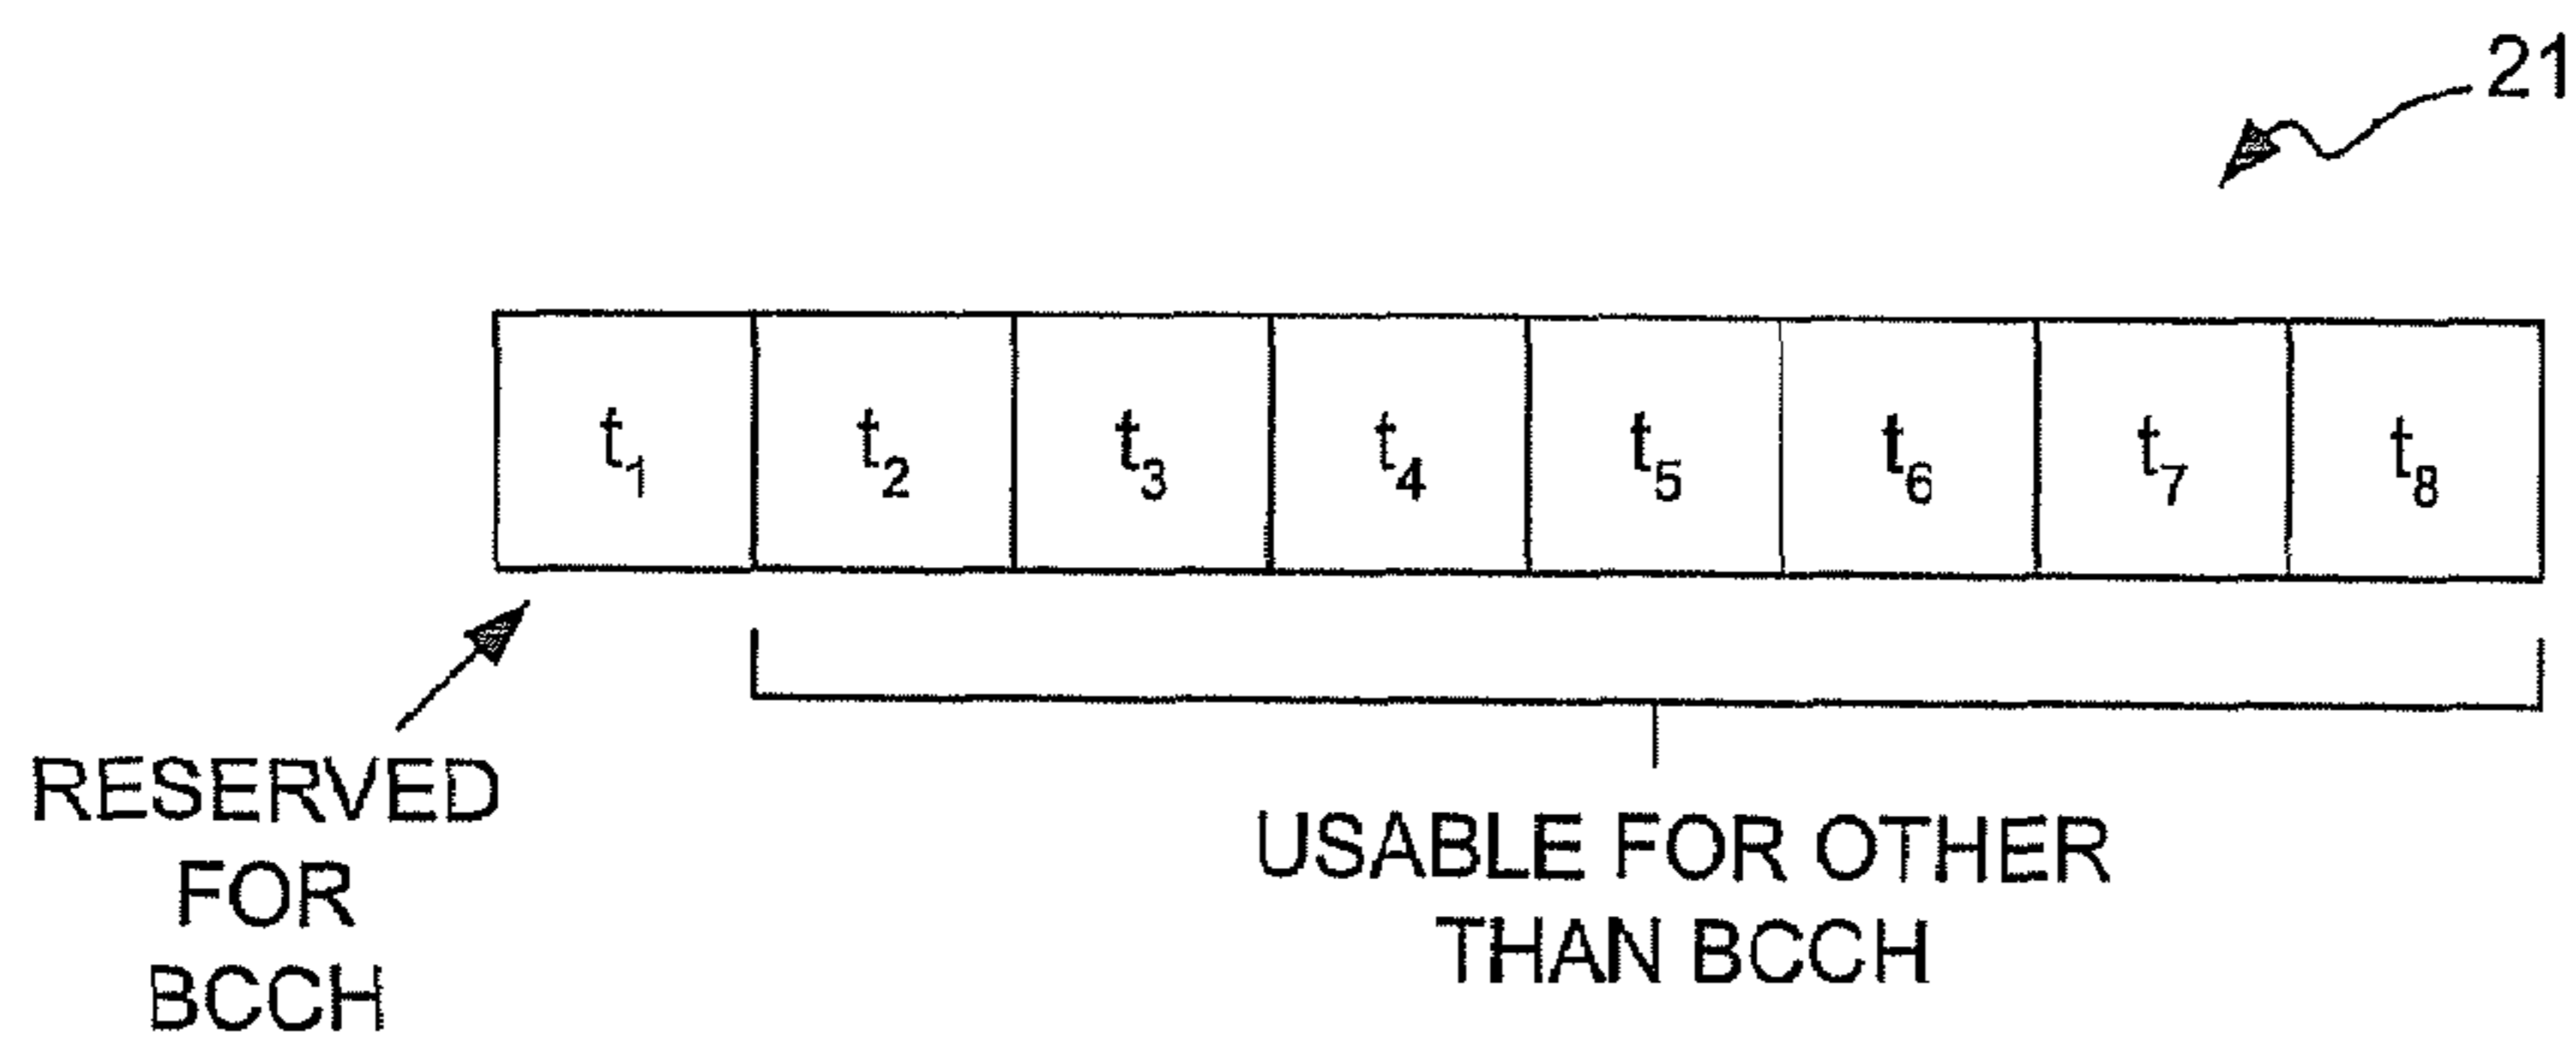 21
t₁ t₂ t₃ t₄ t₅ t₆ t₇ t₈
RESERVED
FOR
BCCH
USABLE FOR OTHER
THAN BCCH